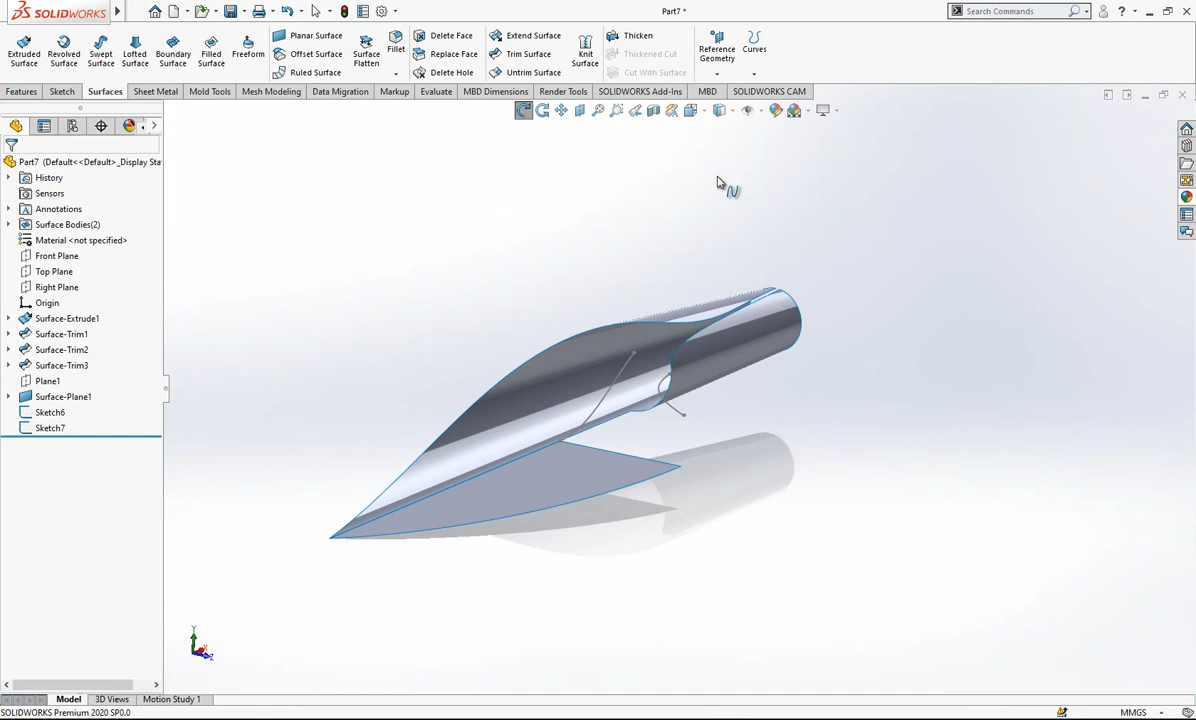 SOLIDWORKS
Part7 *
Search Commands
Extruded Surface
Revolved Surface
Swept Surface
Lofted Surface
Boundary Surface
Filled Surface
Freeform
Planar Surface
Offset Surface
Ruled Surface
Surface Flatten
Fillet
Delete Face
Replace Face
Delete Hole
Extend Surface
Trim Surface
Untrim Surface
Knit Surface
Thicken
Thickened Cut
Cut With Surface
Reference Geometry
Curves
Features
Sketch
Surfaces
Sheet Metal
Mold Tools
Mesh Modeling
Data Migration
Markup
Evaluate
MBD Dimensions
Render Tools
SOLIDWORKS Add-Ins
MBD
SOLIDWORKS CAM
Part7 (Default<<Default>_Display Sta
History
Sensors
Annotations
Surface Bodies(2)
Material <not specified>
Front Plane
Top Plane
Right Plane
Origin
Surface-Extrude1
Surface-Trim1
Surface-Trim2
Surface-Trim3
Plane1
Surface-Plane1
Sketch6
Sketch7
Y
X
Z
Model
3D Views
Motion Study 1
SOLIDWORKS Premium 2020 SP0.0
MMGS